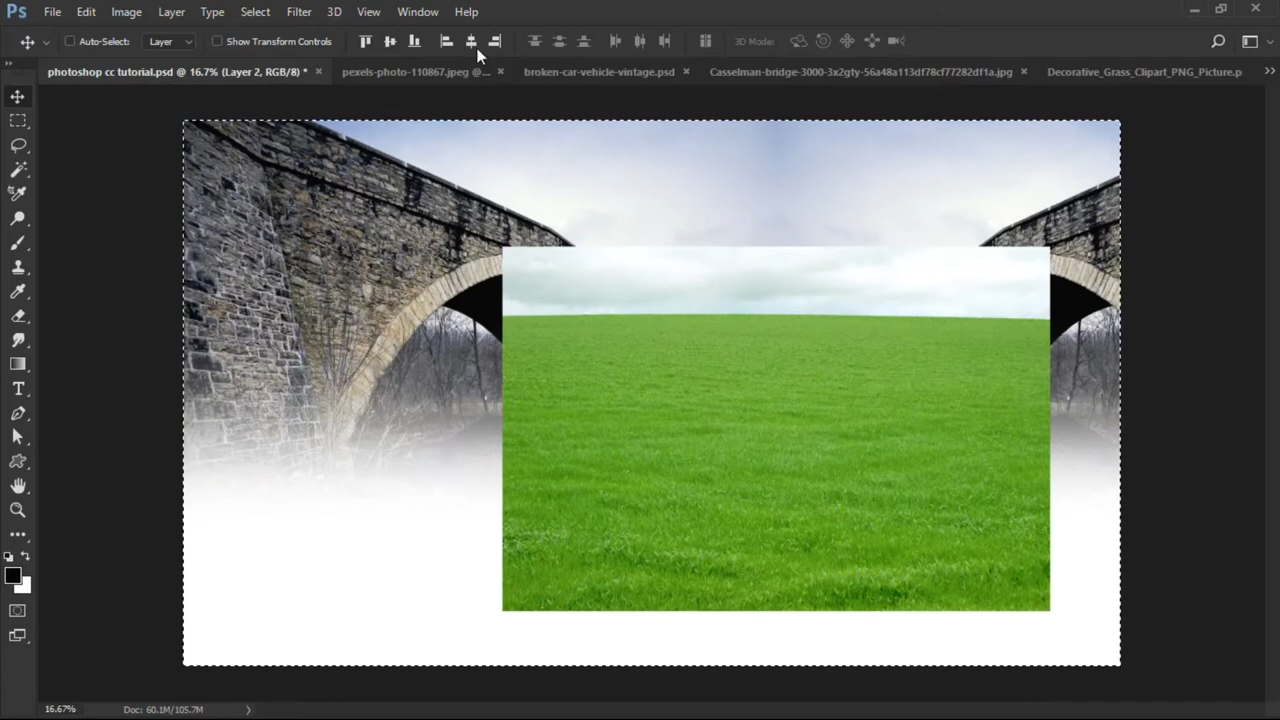 Ps File Edit Image Layer Type Select Filter 3D View Window Help
Auto-Select: Layer Show Transform Controls 3D Mode:
photoshop cc tutorial.psd @ 16.7% (Layer 2, RGB/8) * × pexels-photo-110867.jpeg @... × broken-car-vehicle-vintage.psd × Casselman-bridge-3000-3x2gty-56a48a113df78cf77282df1a.jpg × Decorative_Grass_Clipart_PNG_Picture.p
16.67% Doc: 60.1M/105.7M